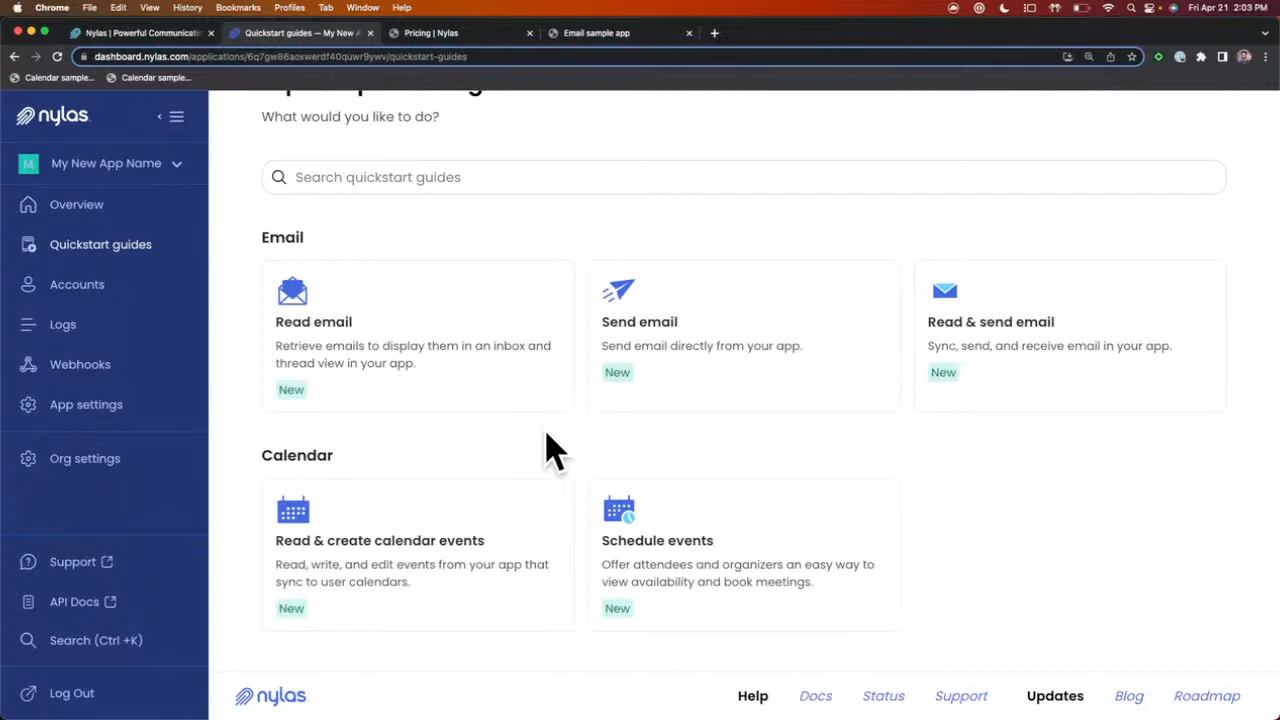 Chrome File Edit View History Bookmarks Profiles Tab Window Help Fri Apr 21 2:03 PM
Nylas | Powerful Communicati
Quickstart guides — My New A
Pricing | Nylas
Email sample app
dashboard.nylas.com/applications/6q7gw86aoxwerdf40quwr9ywv/quickstart-guides
Calendar sample... Calendar sample...
nylas
My New App Name
Overview
Quickstart guides
Accounts
Logs
Webhooks
App settings
Org settings
Support
API Docs
Search (Ctrl +K)
Log Out
What would you like to do?
Search quickstart guides
Email
Read email
Retrieve emails to display them in an inbox and
thread view in your app.
New
Send email
Send email directly from your app.
New
Read & send email
Sync, send, and receive email in your app.
New
Calendar
Read & create calendar events
Read, write, and edit events from your app that
sync to user calendars.
New
Schedule events
Offer attendees and organizers an easy way to
view availability and book meetings.
New
nylas
Help Docs Status Support Updates Blog Roadmap